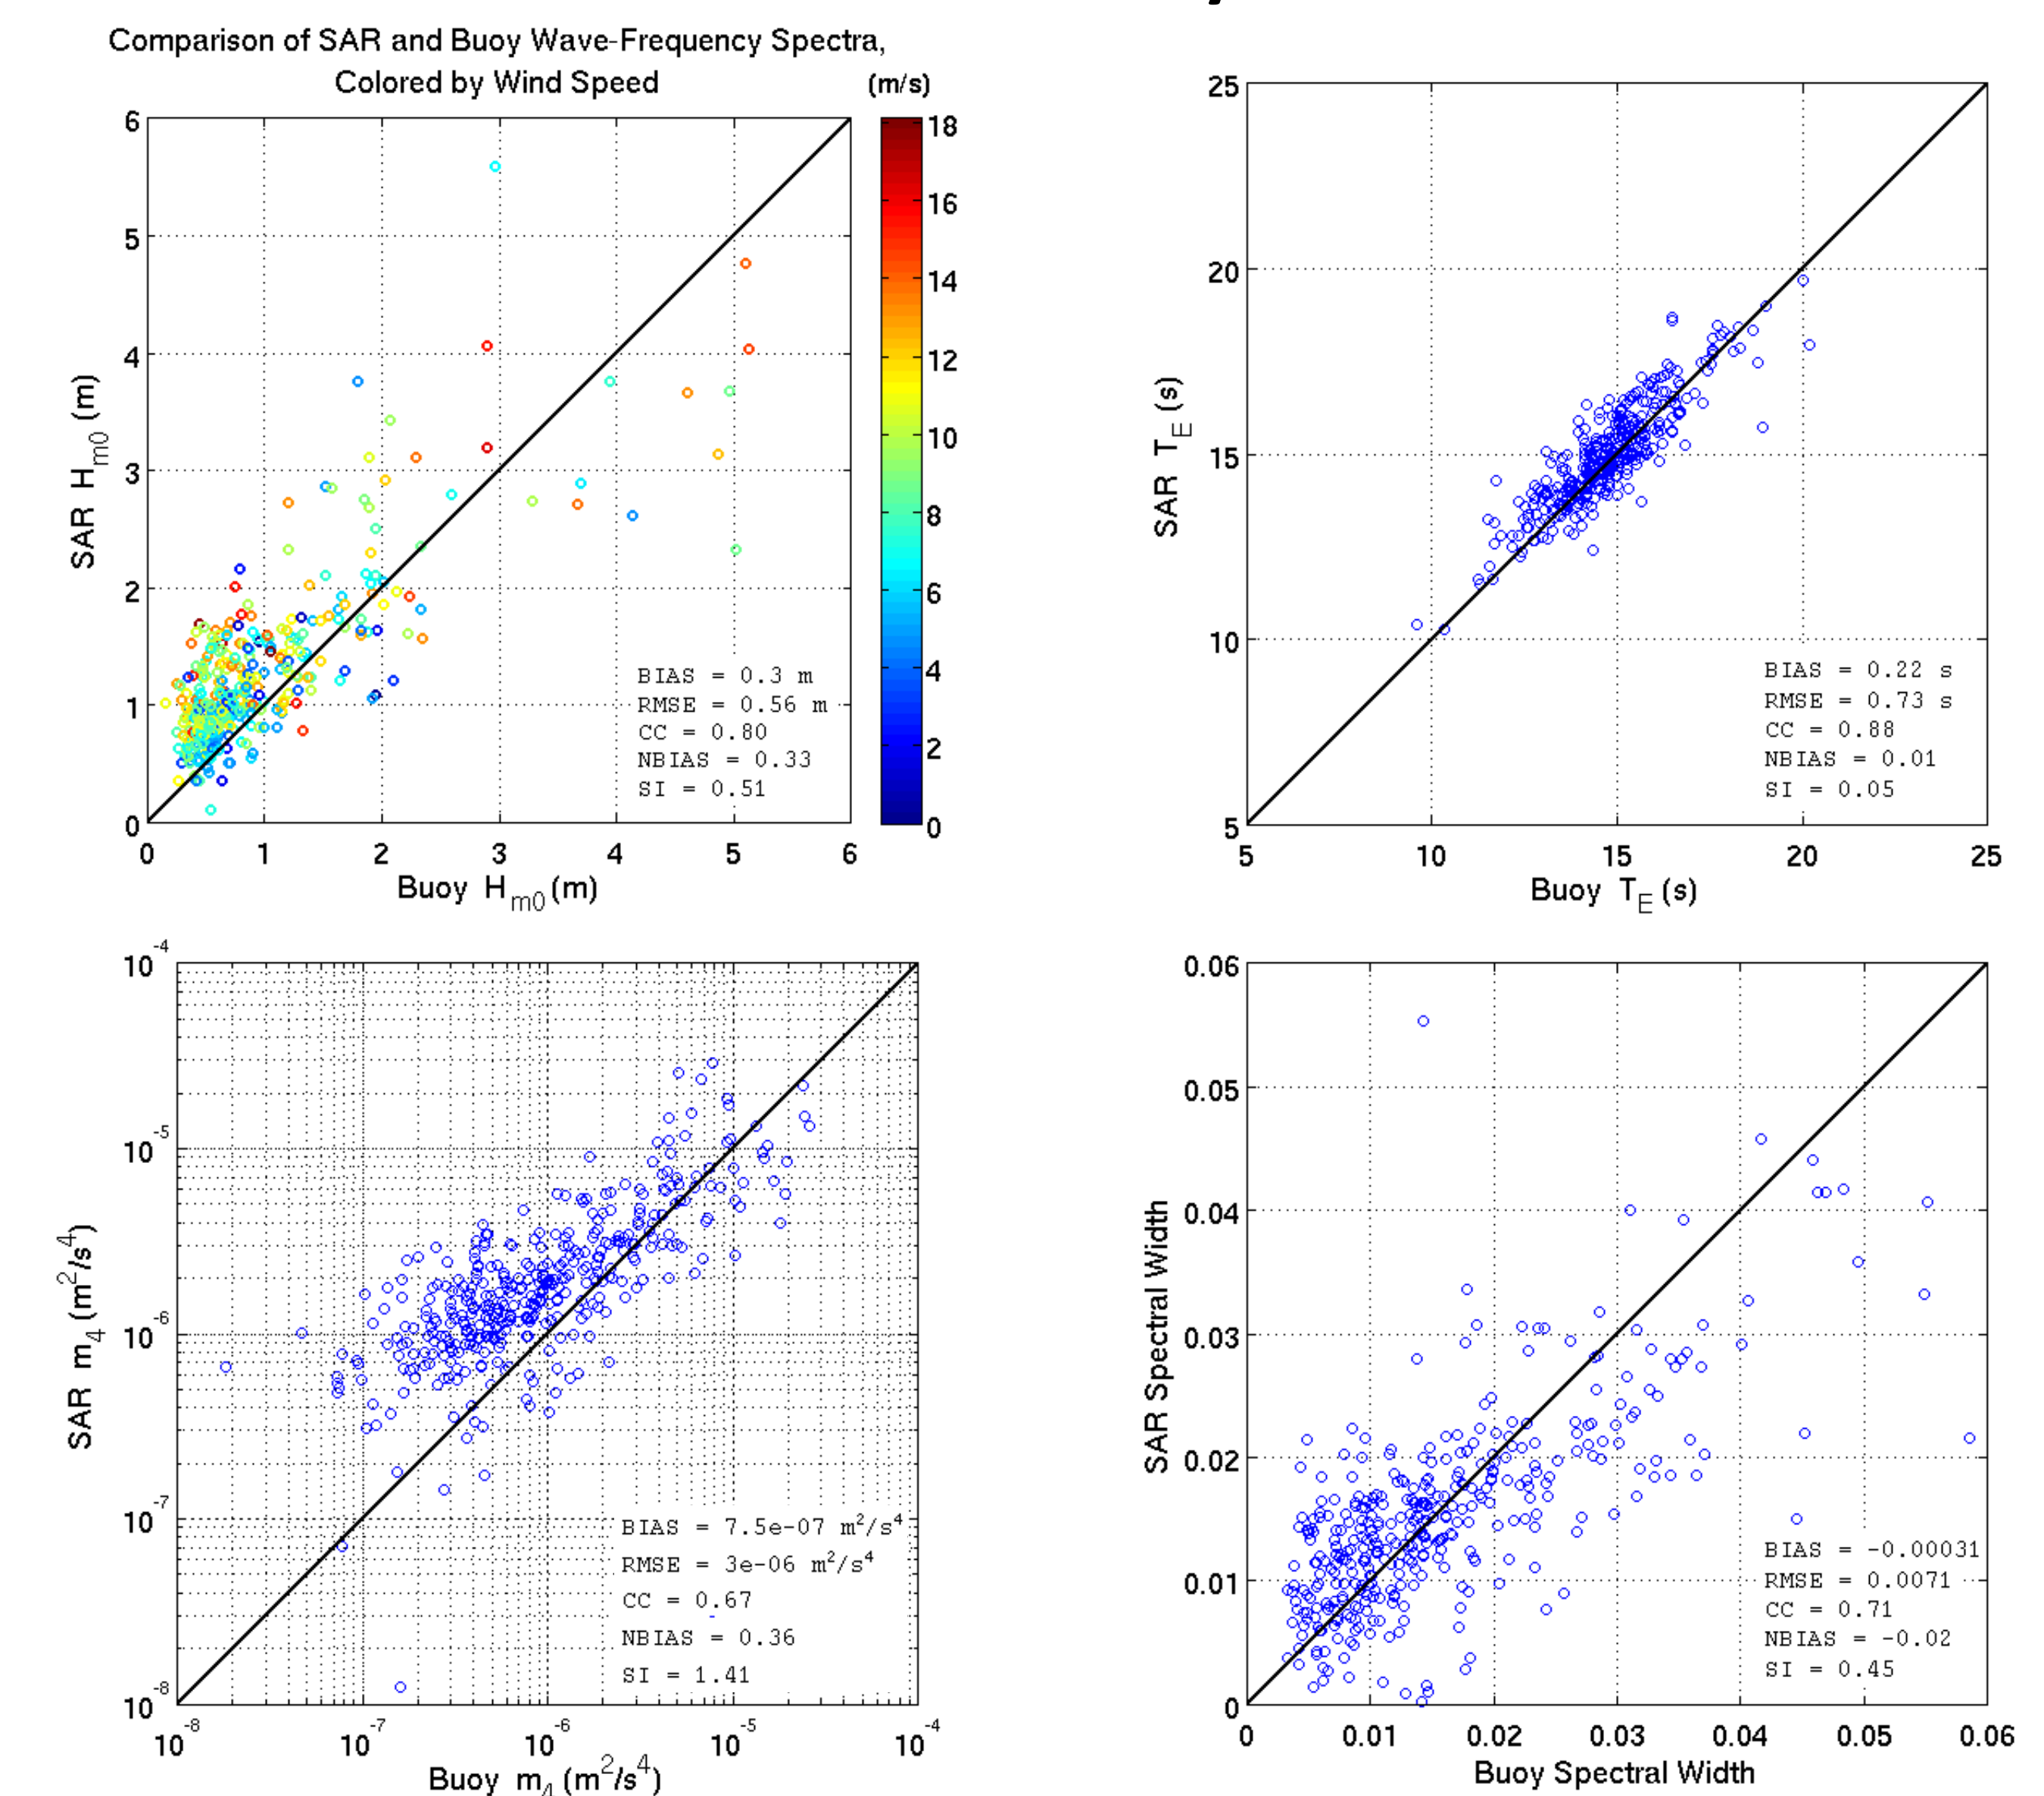 Comparison of SAR and Buoy Wave-Frequency Spectra,
Colored by Wind Speed
(m/s)
6
5
4
3
2
1
0
SAR H_m0 (m)
0 1 2 3 4 5 6
Buoy H_m0 (m)
BIAS = 0.3 m
RMSE = 0.56 m
CC = 0.80
NBIAS = 0.33
SI = 0.51
18
16
14
12
10
8
6
4
2
0
25
20
15
10
5
SAR T_E (s)
5 10 15 20 25
Buoy T_E (s)
BIAS = 0.22 s
RMSE = 0.73 s
CC = 0.88
NBIAS = 0.01
SI = 0.05
10^-4
10^-5
10^-6
10^-7
10^-8
SAR m_4 (m^2/s^4)
10^-8 10^-7 10^-6 10^-5 10^-4
Buoy m_4 (m^2/s^4)
BIAS = 7.5e-07 m^2/s^4
RMSE = 3e-06 m^2/s^4
CC = 0.67
NBIAS = 0.36
SI = 1.41
0.06
0.05
0.04
0.03
0.02
0.01
0
SAR Spectral Width
0 0.01 0.02 0.03 0.04 0.05 0.06
Buoy Spectral Width
BIAS = -0.00031
RMSE = 0.0071
CC = 0.71
NBIAS = -0.02
SI = 0.45